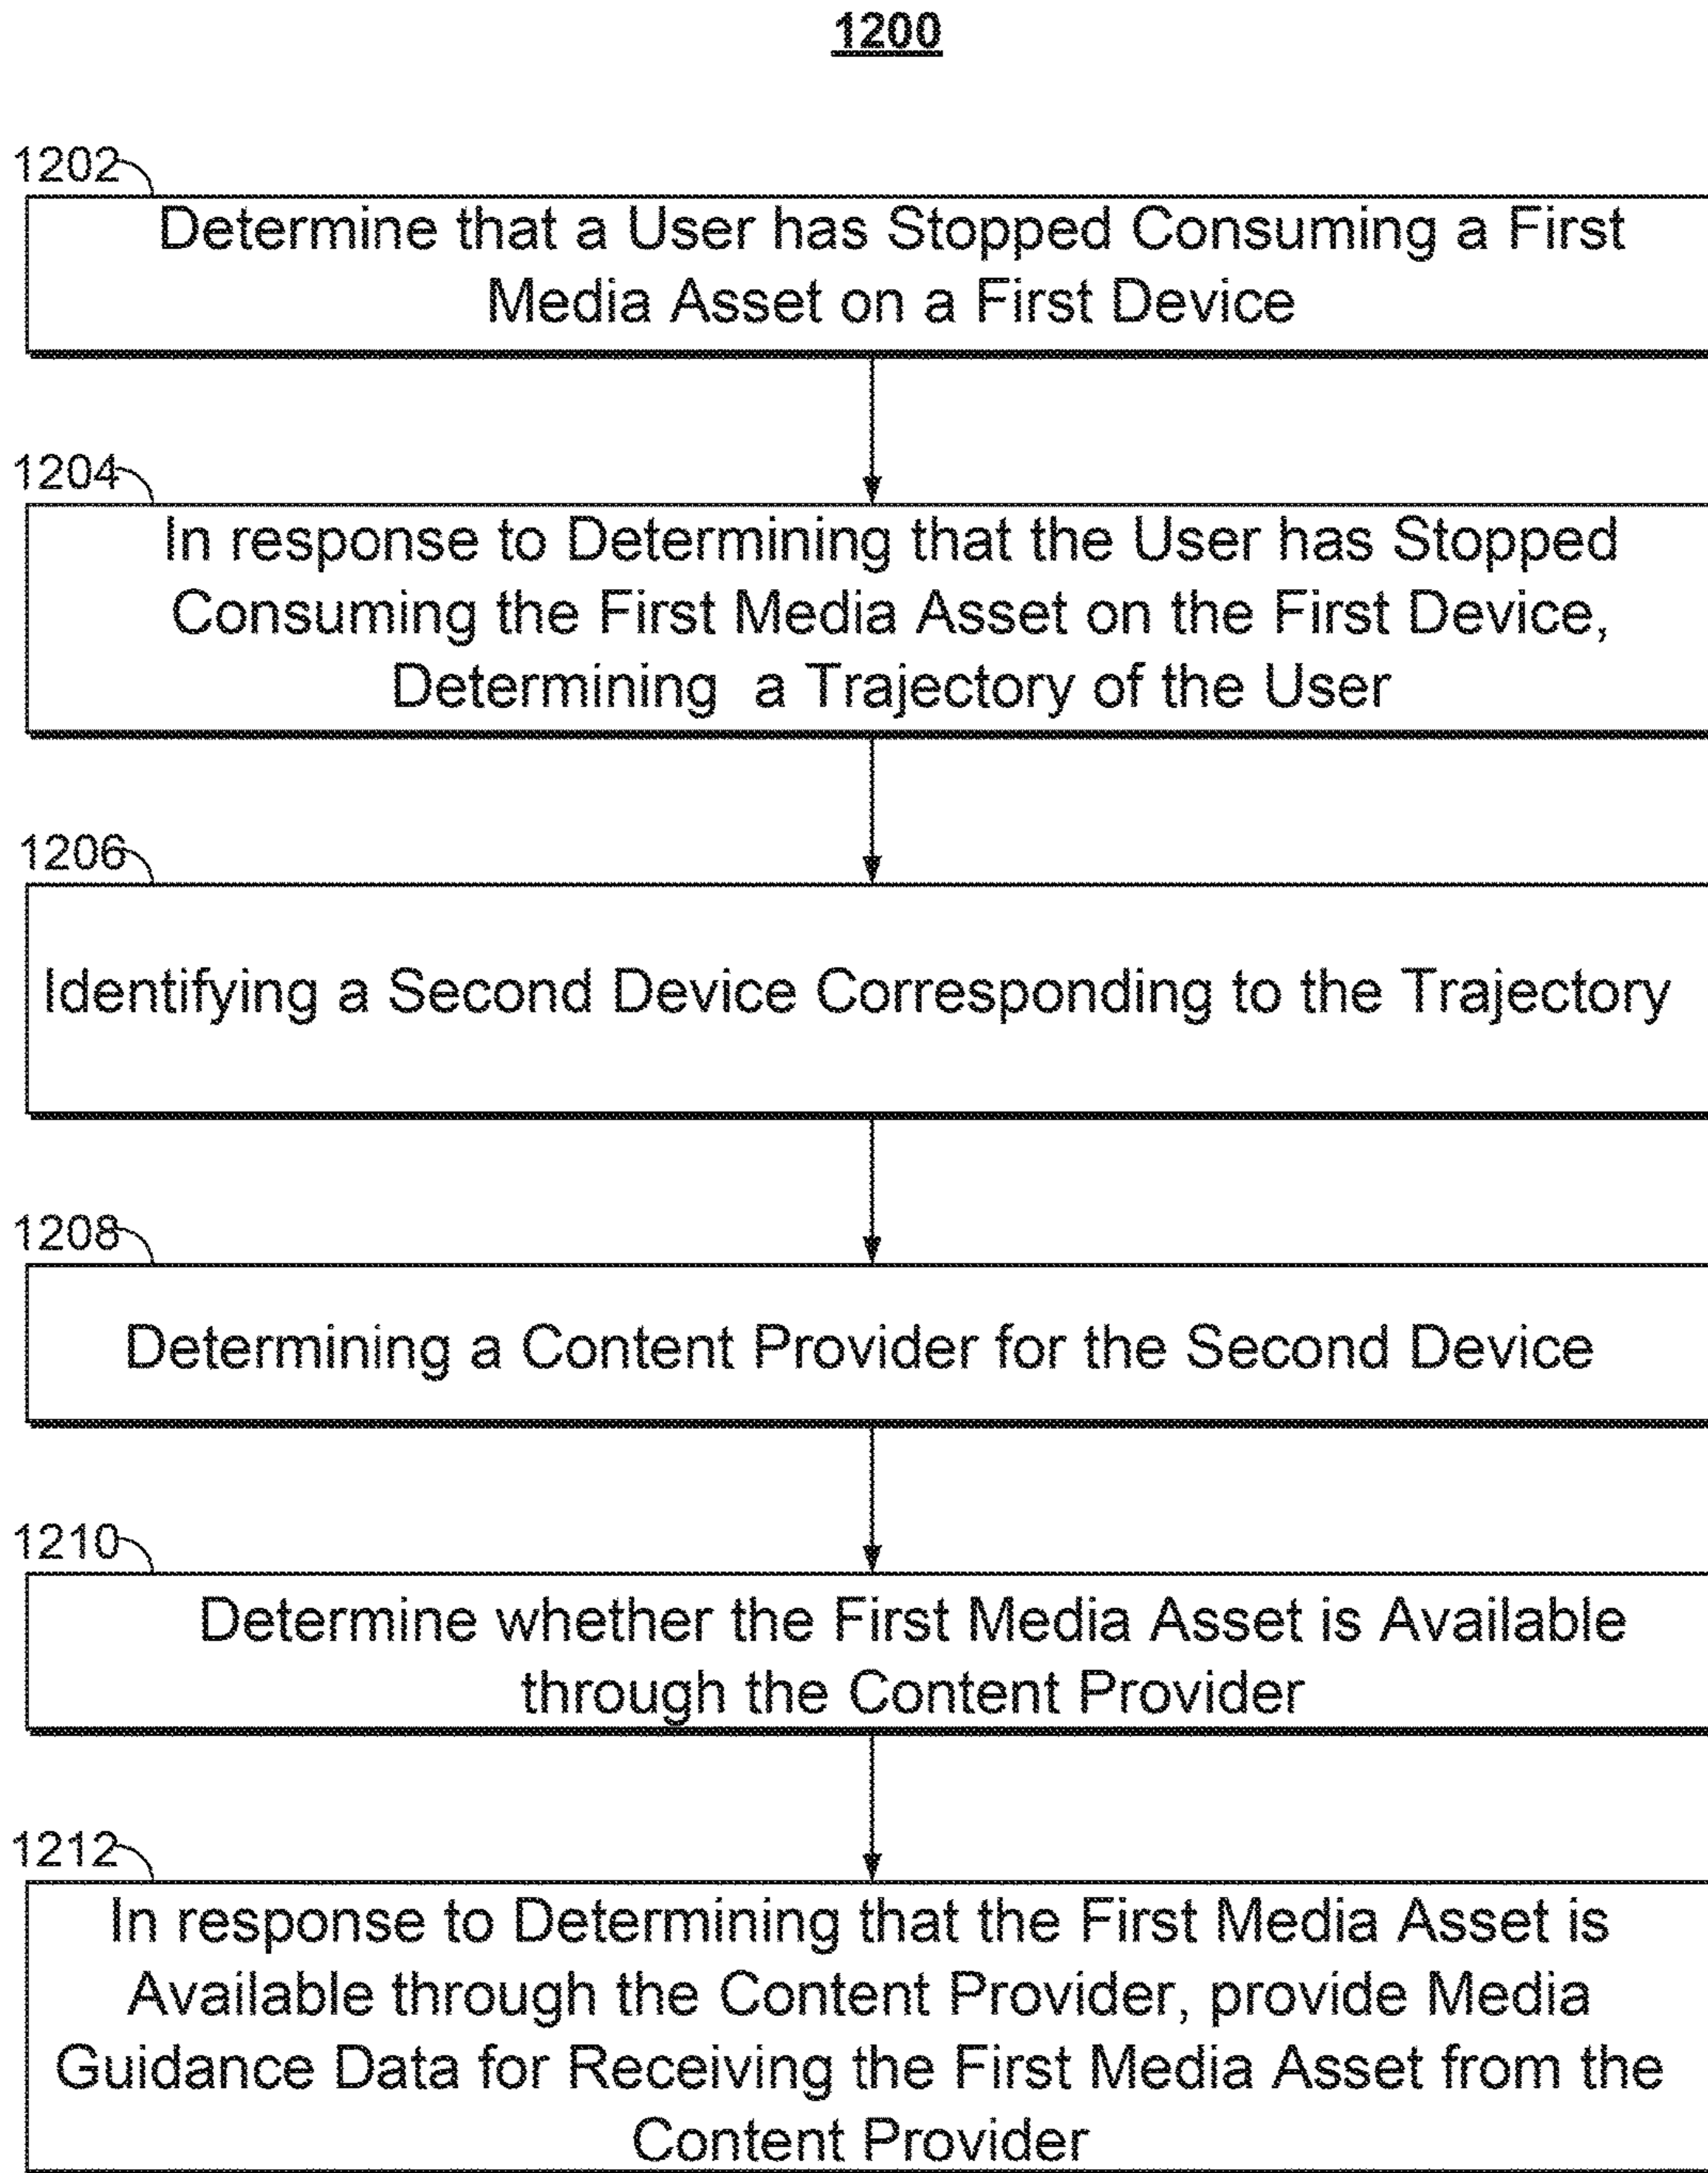 1200
1202
Determine that a User has Stopped Consuming a First
Media Asset on a First Device
1204
In response to Determining that the User has Stopped
Consuming the First Media Asset on the First Device,
Determining a Trajectory of the User
1206
Identifying a Second Device Corresponding to the Trajectory
1208
Determining a Content Provider for the Second Device
1210
Determine whether the First Media Asset is Available
through the Content Provider
1212
In response to Determining that the First Media Asset is
Available through the Content Provider, provide Media
Guidance Data for Receiving the First Media Asset from the
Content Provider